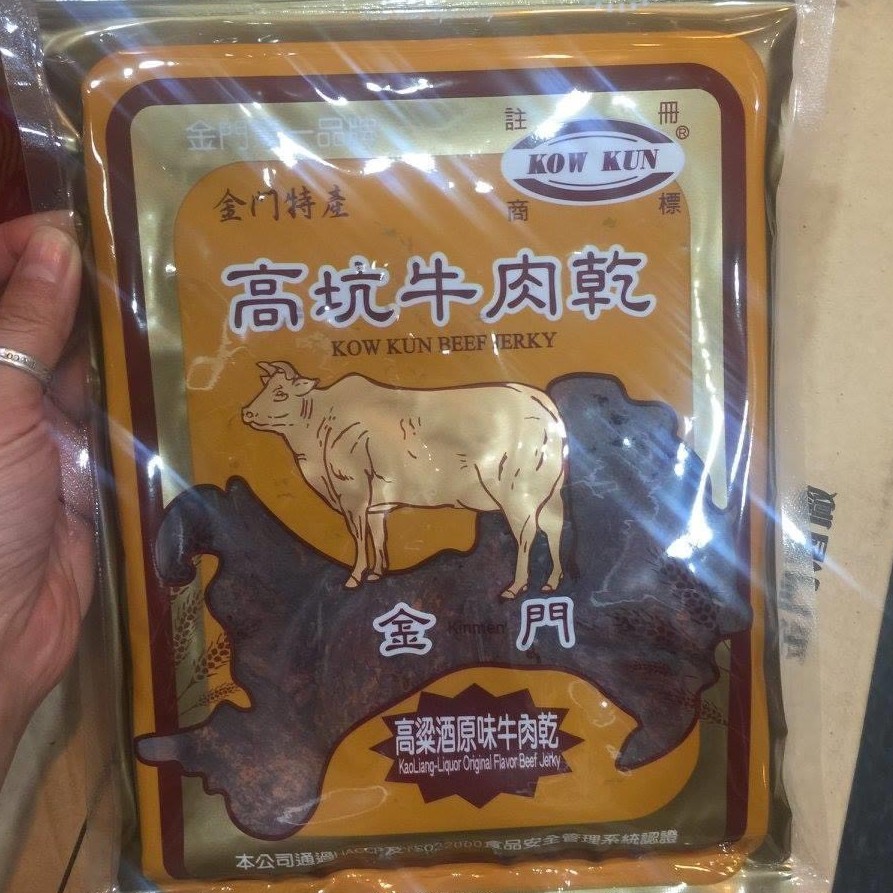 金門第一品牌
註冊
KOW KUN®
商標
金门特產
高坑牛肉乾
KOW KUN BEEF JERKY
金 Kinmen 門
高粱酒原味牛肉乾
KaoLiang-Liquor Original Flavor Beef Jerky
本公司通過HACCP及ISO22000食品安全管理系統認證